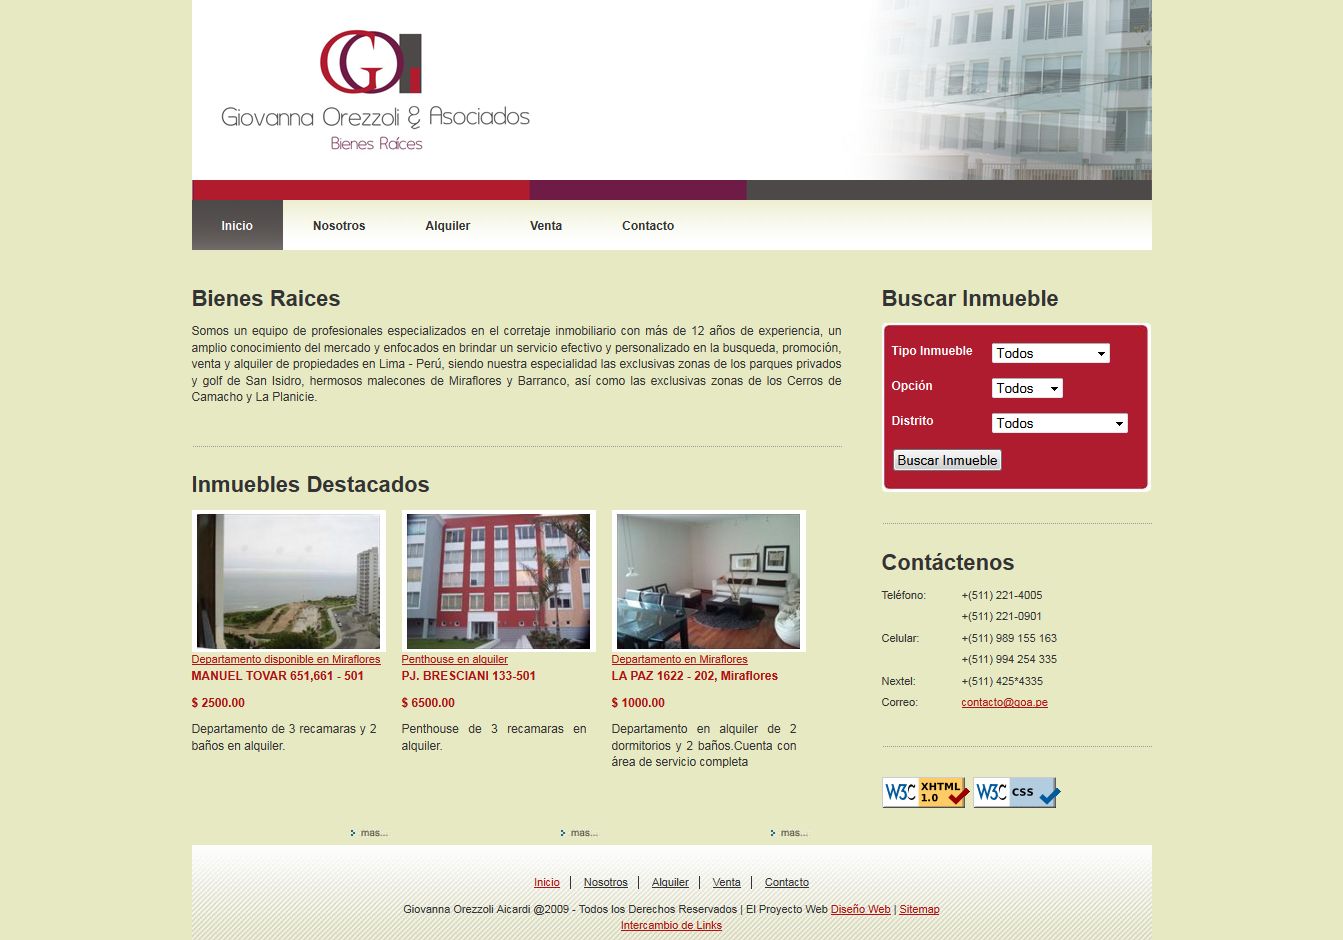 Giovanna Orezzoli & Asociados
Bienes Raíces
Inicio
Nosotros
Alquiler
Venta
Contacto
Bienes Raices
Somos un equipo de profesionales especializados en el corretaje inmobiliario con más de 12 años de experiencia, un
amplio conocimiento del mercado y enfocados en brindar un servicio efectivo y personalizado en la busqueda, promoción,
venta y alquiler de propiedades en Lima - Perú, siendo nuestra especialidad las exclusivas zonas de los parques privados
y golf de San Isidro, hermosos malecones de Miraflores y Barranco, así como las exclusivas zonas de los Cerros de
Camacho y La Planicie.
Inmuebles Destacados
Departamento disponible en Miraflores
MANUEL TOVAR 651,661 - 501
$ 2500.00
Departamento de 3 recamaras y 2
baños en alquiler.
mas...
Penthouse en alquiler
PJ. BRESCIANI 133-501
$ 6500.00
Penthouse de 3 recamaras en
alquiler.
mas...
Departamento en Miraflores
LA PAZ 1622 - 202, Miraflores
$ 1000.00
Departamento en alquiler de 2
dormitorios y 2 baños.Cuenta con
área de servicio completa
mas...
Buscar Inmueble
Tipo Inmueble Todos
Opción Todos
Distrito Todos
Buscar Inmueble
Contáctenos
Teléfono: +(511) 221-4005
+(511) 221-0901
Celular: +(511) 989 155 163
+(511) 994 254 335
Nextel: +(511) 425*4335
Correo: contacto@goa.pe
W3C XHTML 1.0
W3C CSS
Inicio | Nosotros | Alquiler | Venta | Contacto
Giovanna Orezzoli Aicardi @2009 - Todos los Derechos Reservados | El Proyecto Web Diseño Web | Sitemap
Intercambio de Links